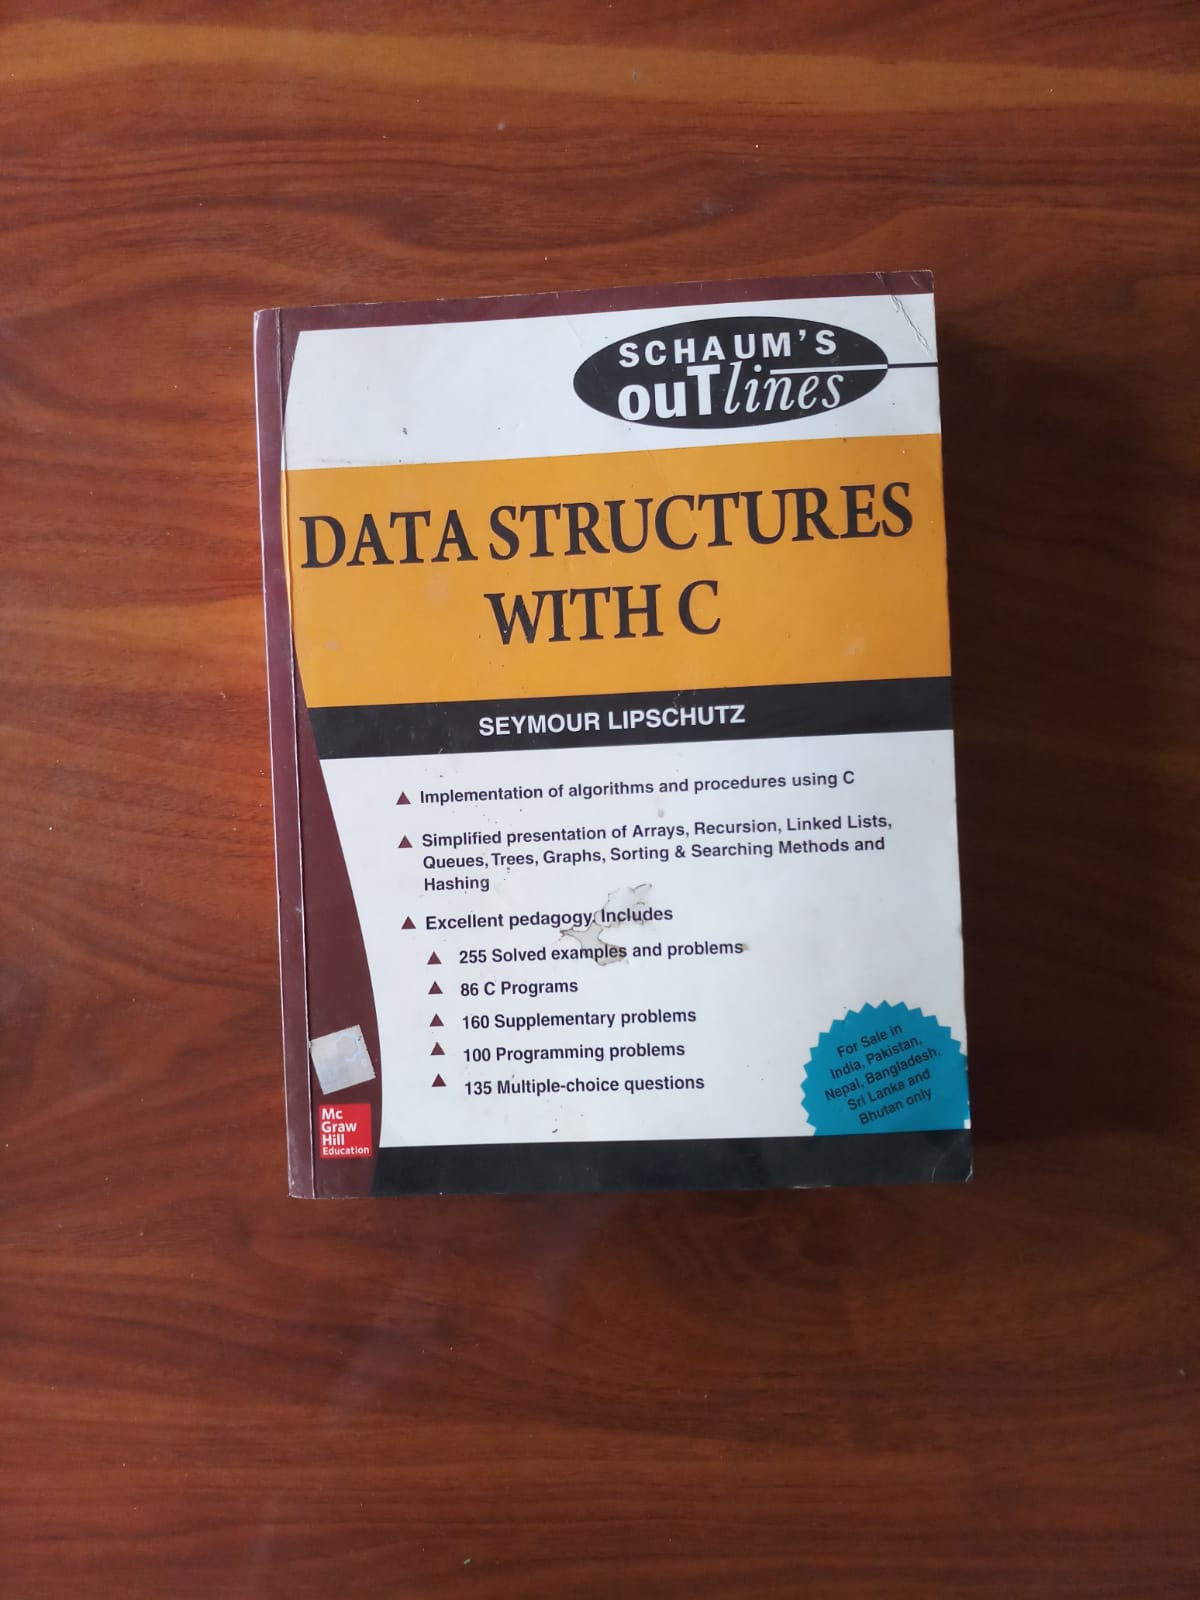 SCHAUM'S
ouTlines
DATA STRUCTURES
WITH C
SEYMOUR LIPSCHUTZ
▲ Implementation of algorithms and procedures using C
▲ Simplified presentation of Arrays, Recursion, Linked Lists,
Queues, Trees, Graphs, Sorting & Searching Methods and
Hashing
▲ Excellent pedagogy. Includes
▲ 255 Solved examples and problems
▲ 86 C Programs
▲ 160 Supplementary problems
▲ 100 Programming problems
▲ 135 Multiple-choice questions
For Sale in
India, Pakistan,
Nepal, Bangladesh,
Sri Lanka and
Bhutan only
Mc
Graw
Hill
Education